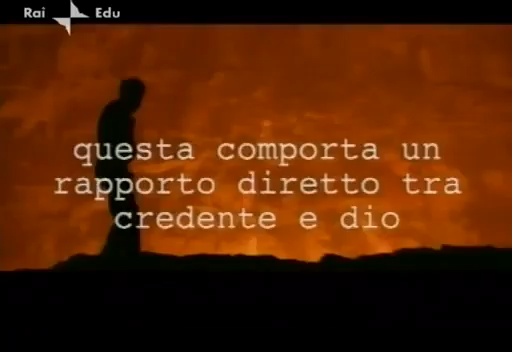 Rai Edu
questa comporta un
rapporto diretto tra
credente e dio